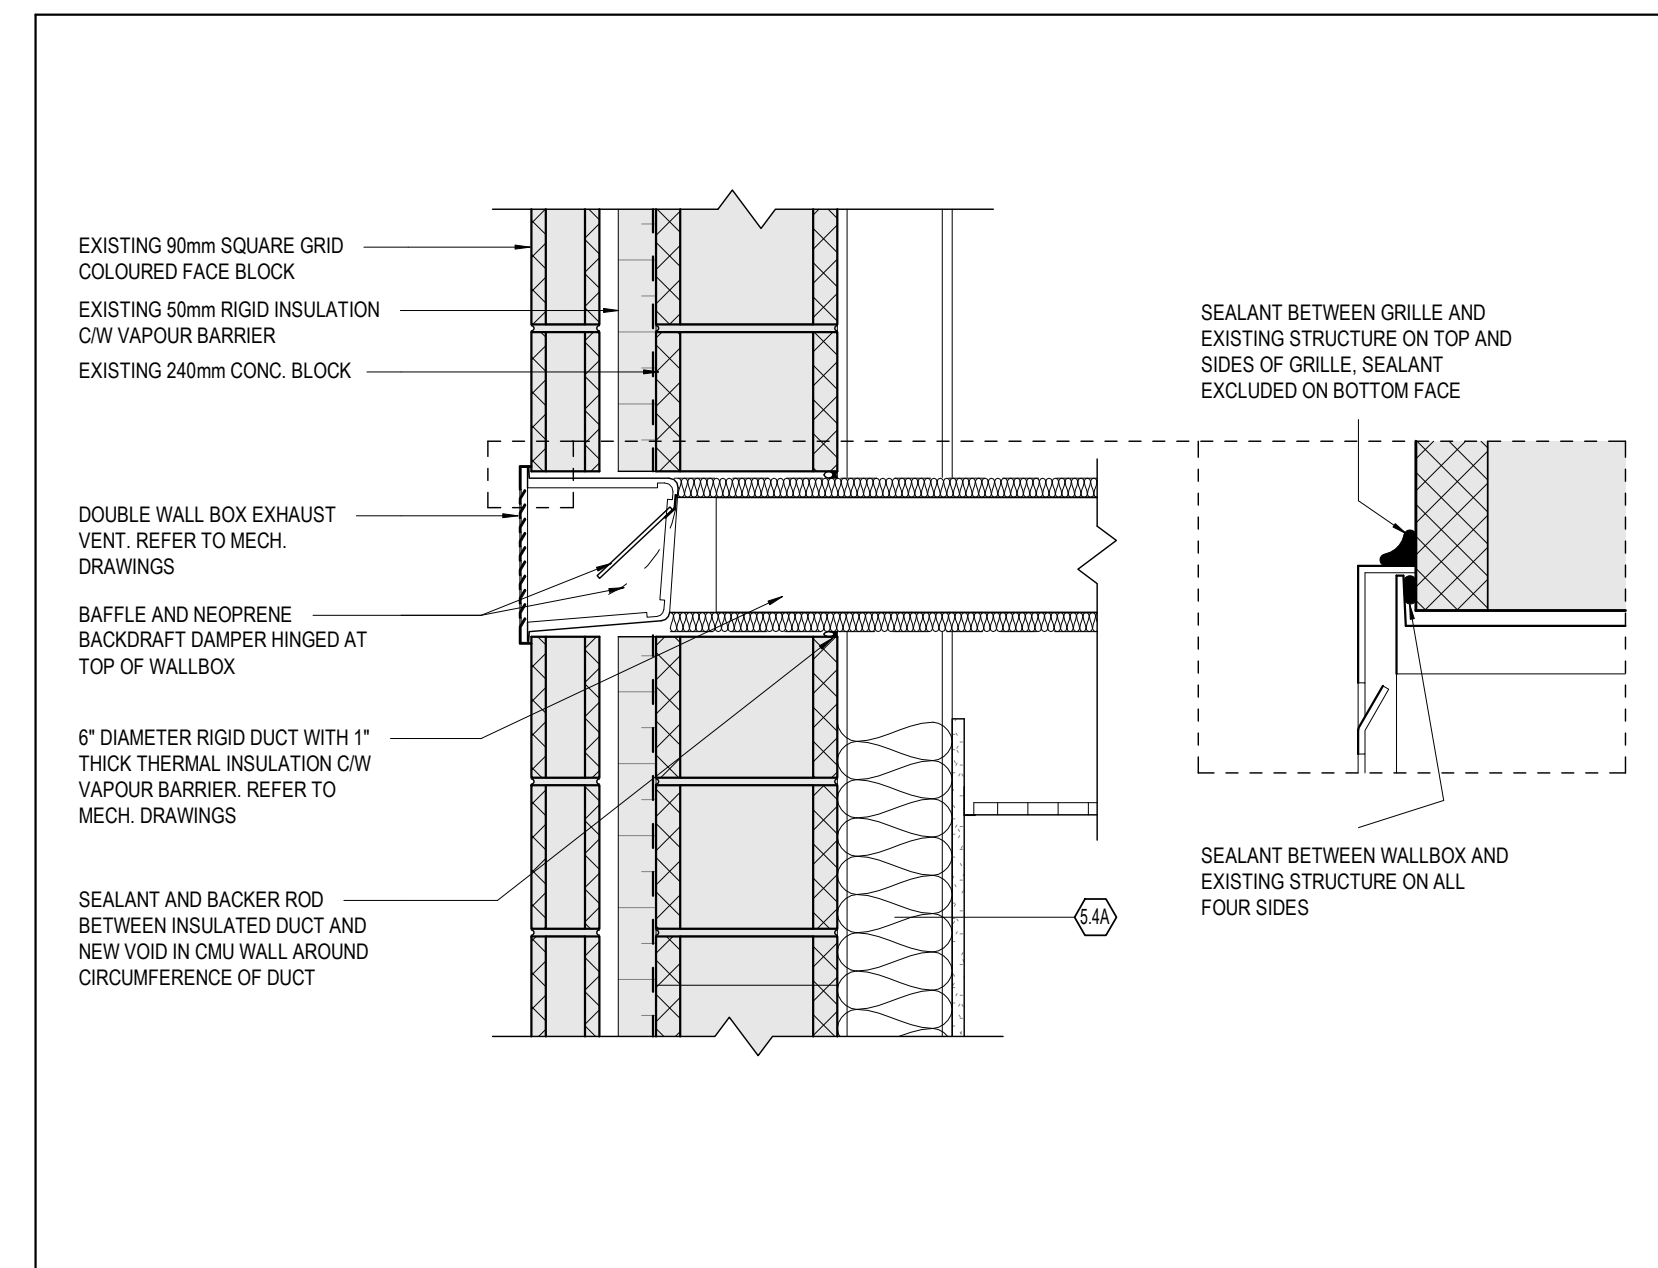 EXISTING 90mm SQUARE GRID
COLOURED FACE BLOCK
EXISTING 50mm RIGID INSULATION
C/W VAPOUR BARRIER
EXISTING 240mm CONC. BLOCK
DOUBLE WALL BOX EXHAUST
VENT. REFER TO MECH.
DRAWINGS
BAFFLE AND NEOPRENE
BACKDRAFT DAMPER HINGED AT
TOP OF WALLBOX
6" DIAMETER RIGID DUCT WITH 1"
THICK THERMAL INSULATION C/W
VAPOUR BARRIER. REFER TO
MECH. DRAWINGS
SEALANT AND BACKER ROD
BETWEEN INSULATED DUCT AND
NEW VOID IN CMU WALL AROUND
CIRCUMFERENCE OF DUCT
5.4A
SEALANT BETWEEN GRILLE AND
EXISTING STRUCTURE ON TOP AND
SIDES OF GRILLE, SEALANT
EXCLUDED ON BOTTOM FACE
SEALANT BETWEEN WALLBOX AND
EXISTING STRUCTURE ON ALL
FOUR SIDES